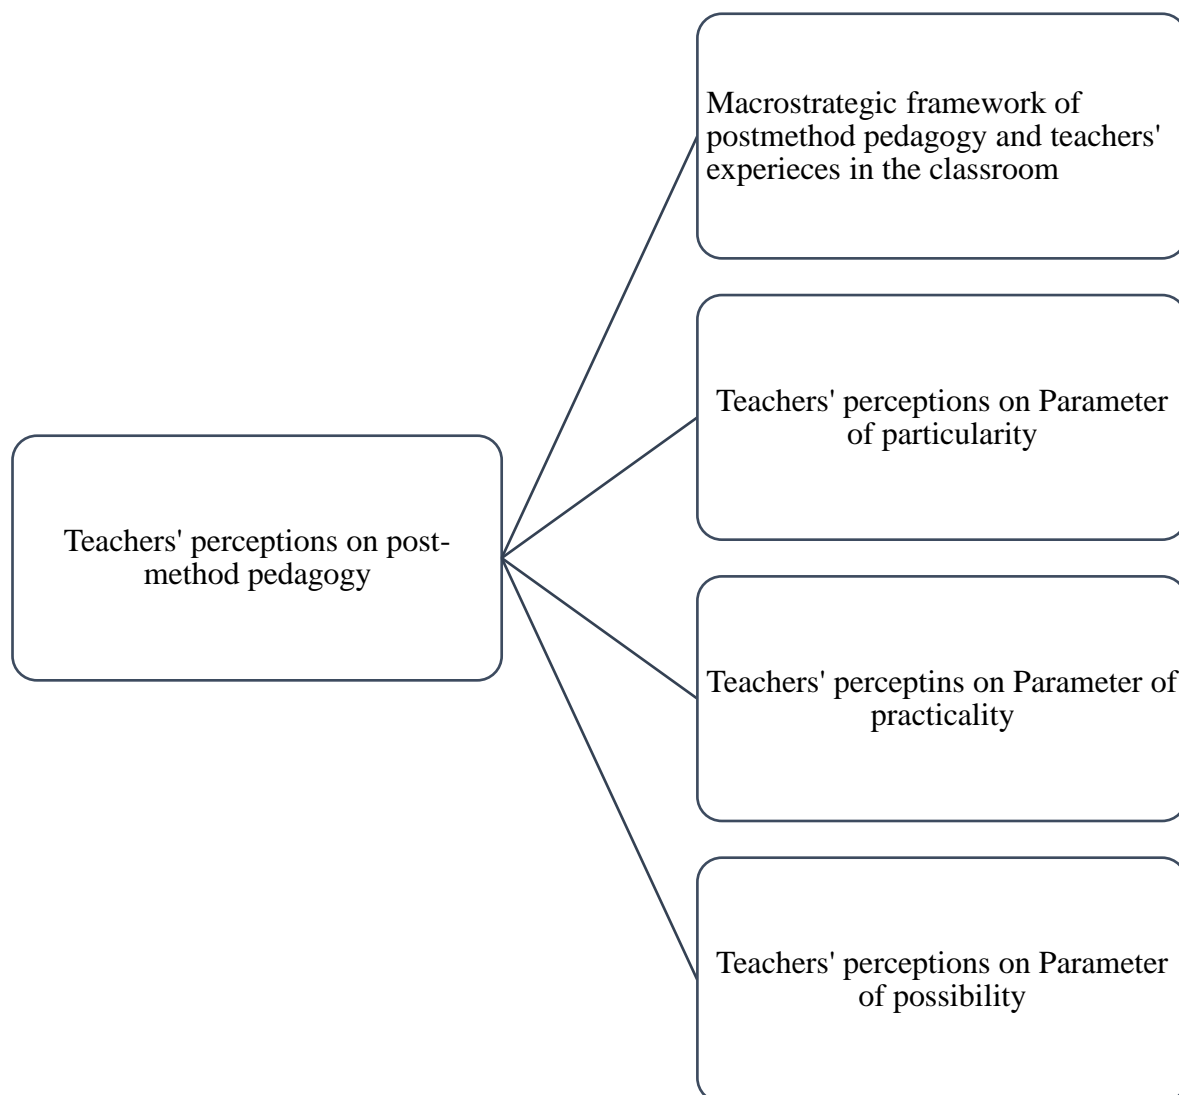 Macrostrategic framework of
postmethod pedagogy and teachers'
experieces in the classroom
Teachers' perceptions on Parameter
of particularity
Teachers' perceptions on post-
method pedagogy
Teachers' perceptins on Parameter of
practicality
Teachers' perceptions on Parameter
of possibility